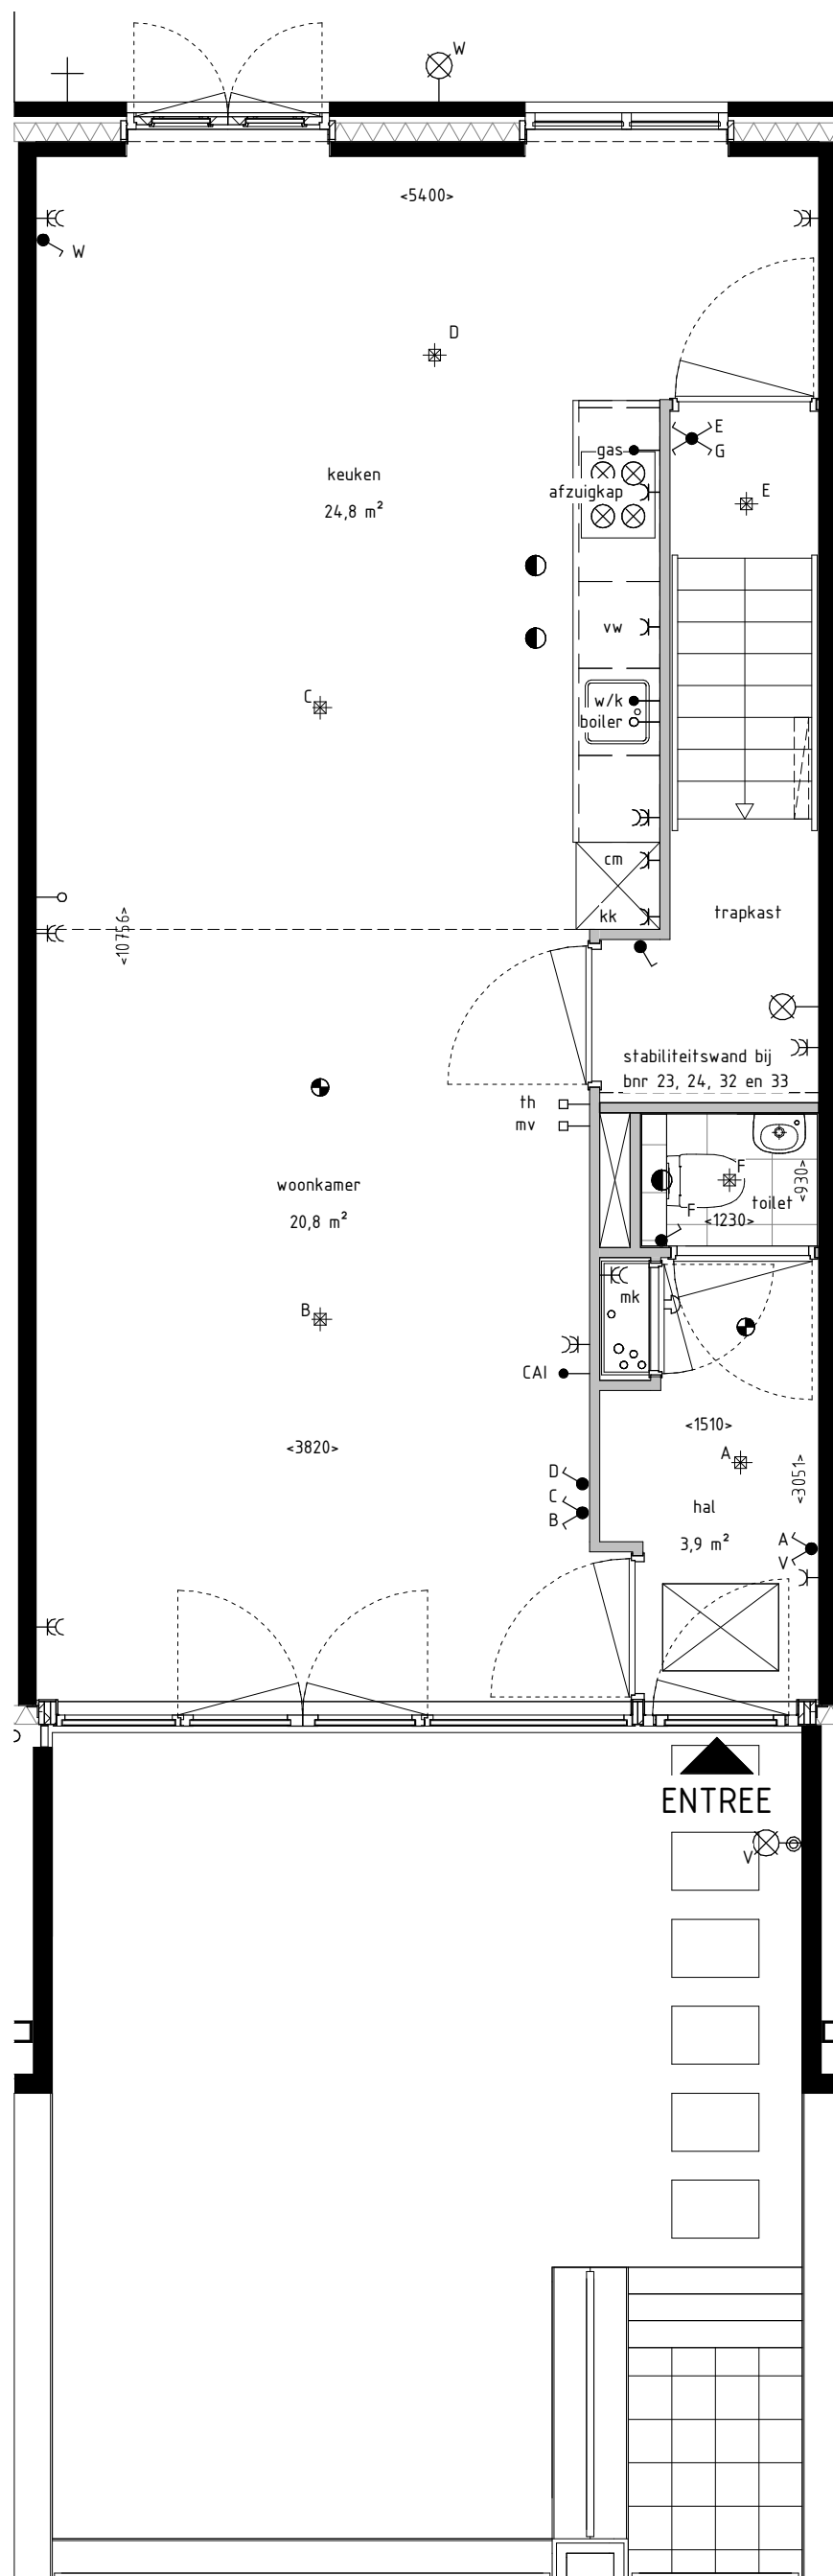 W
<5400>
W
D
E
G
gas
keuken
afzuigkap
E
24,8 m²
vw
C
w/k
boiler
cm
kk
trapkast
<10756>
stabiliteitswand bij
bnr 23, 24, 32 en 33
th
mv
F
<930>
woonkamer
toilet
F
<1230>
20,8 m²
mk
B
CAI
<1510>
<3820>
A
D
<3051>
C
hal
B
3,9 m²
A
V
ENTREE
V